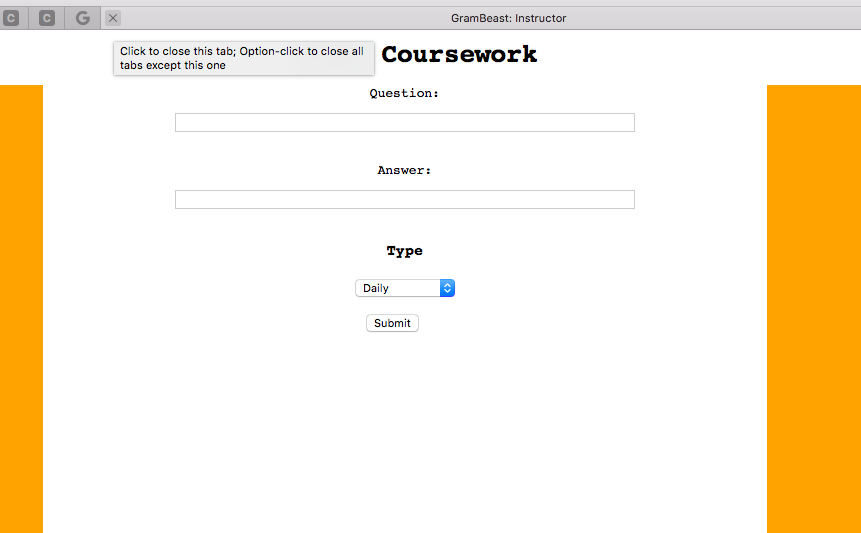 C
C
G
GramBeast: Instructor
Click to close this tab; Option-click to close all
tabs except this one
Coursework
Question:
Answer:
Type
Daily
Submit